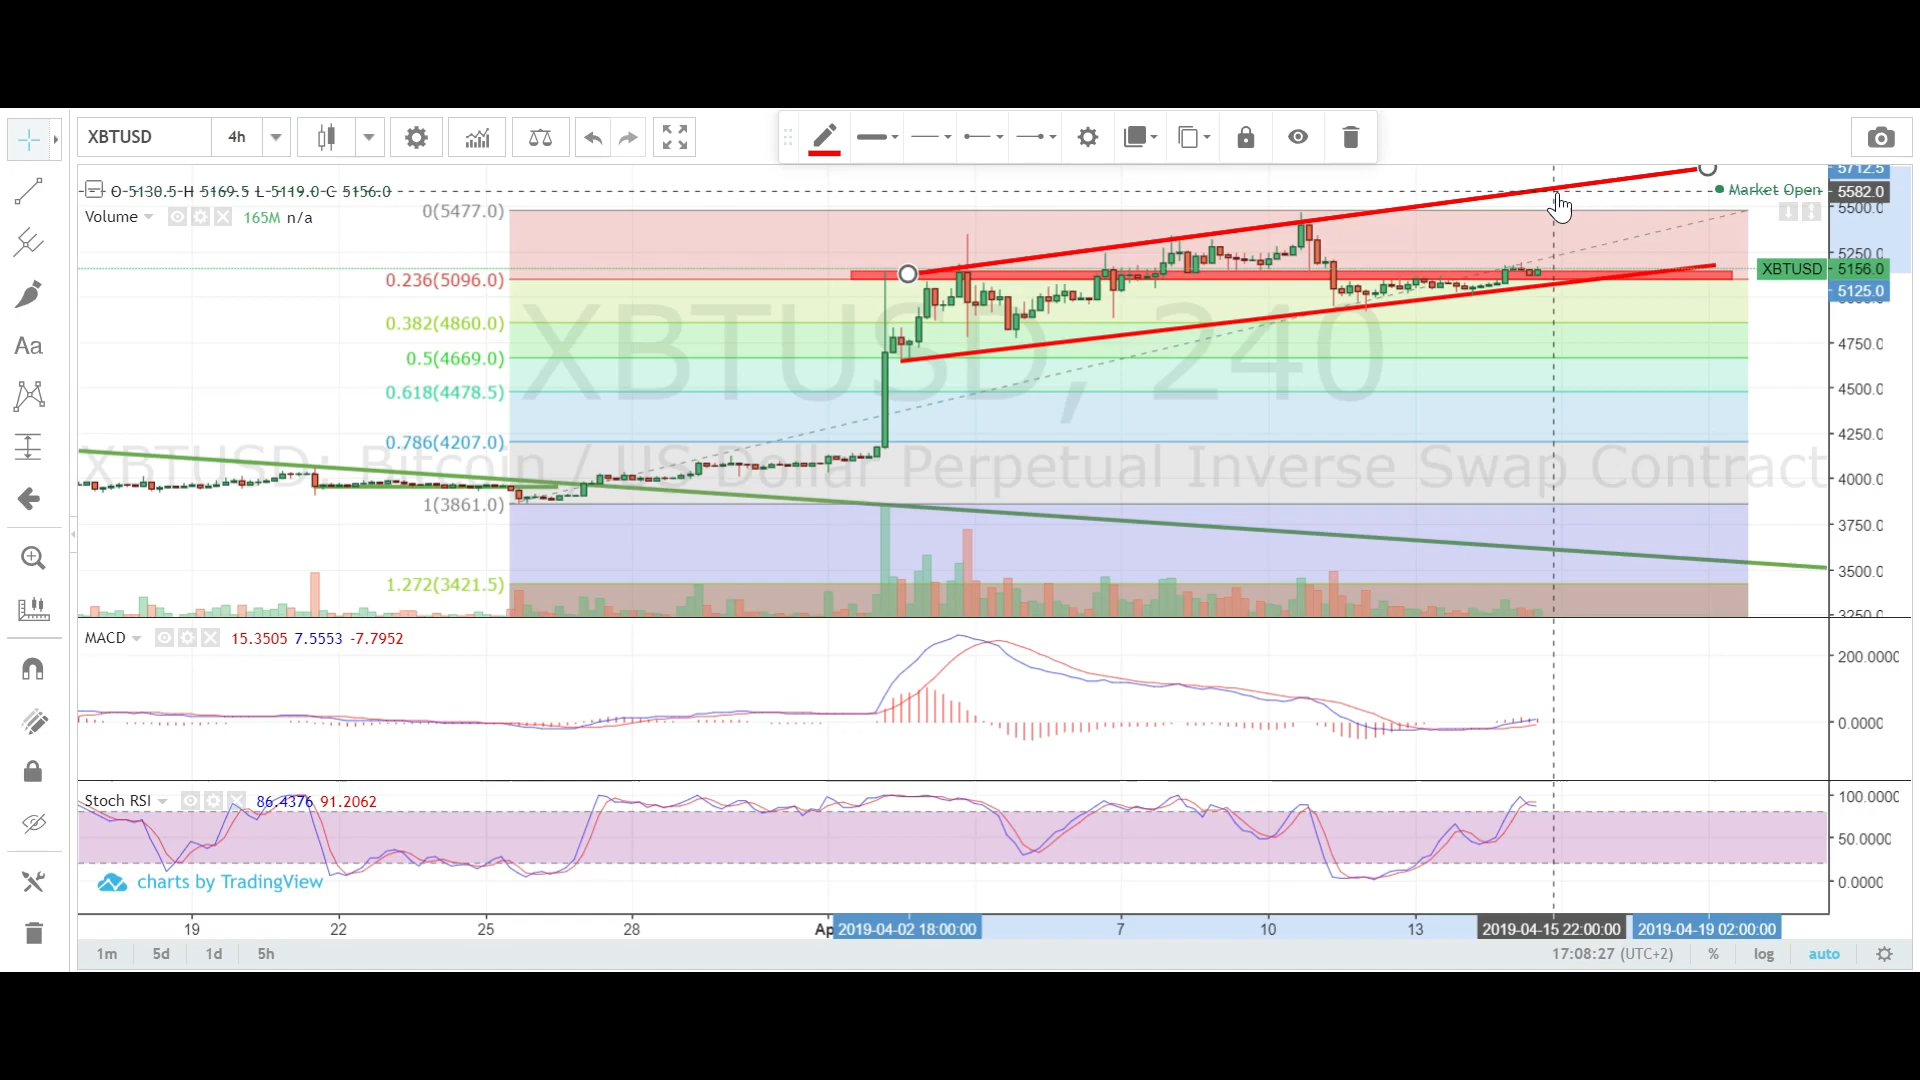 XBTUSD 4h
5712.5
O 5130.5 H 5169.5 L 5119.0 C 5156.0
Market Open 5582.0
Volume 165M n/a
0(5477.0)
5500.0
5250.0
XBTUSD 5156.0
0.236(5096.0)
5125.0
0.382(4860.0)
XBTUSD, 240
4750.0
0.5(4669.0)
4500.0
0.618(4478.5)
4250.0
0.786(4207.0)
XBTUSD: Bitcoin / US Dollar Perpetual Inverse Swap Contract
4000.0
1(3861.0)
3750.0
3500.0
1.272(3421.5)
3250.0
MACD 15.3505 7.5553 -7.7952
200.0000
0.0000
Stoch RSI 86.4376 91.2062
100.0000
50.0000
0.0000
charts by TradingView
19 22 25 28 Ap 2019-04-02 18:00:00 7 10 13 2019-04-15 22:00:00 2019-04-19 02:00:00
1m 5d 1d 5h 17:08:27 (UTC+2) % log auto
Aa